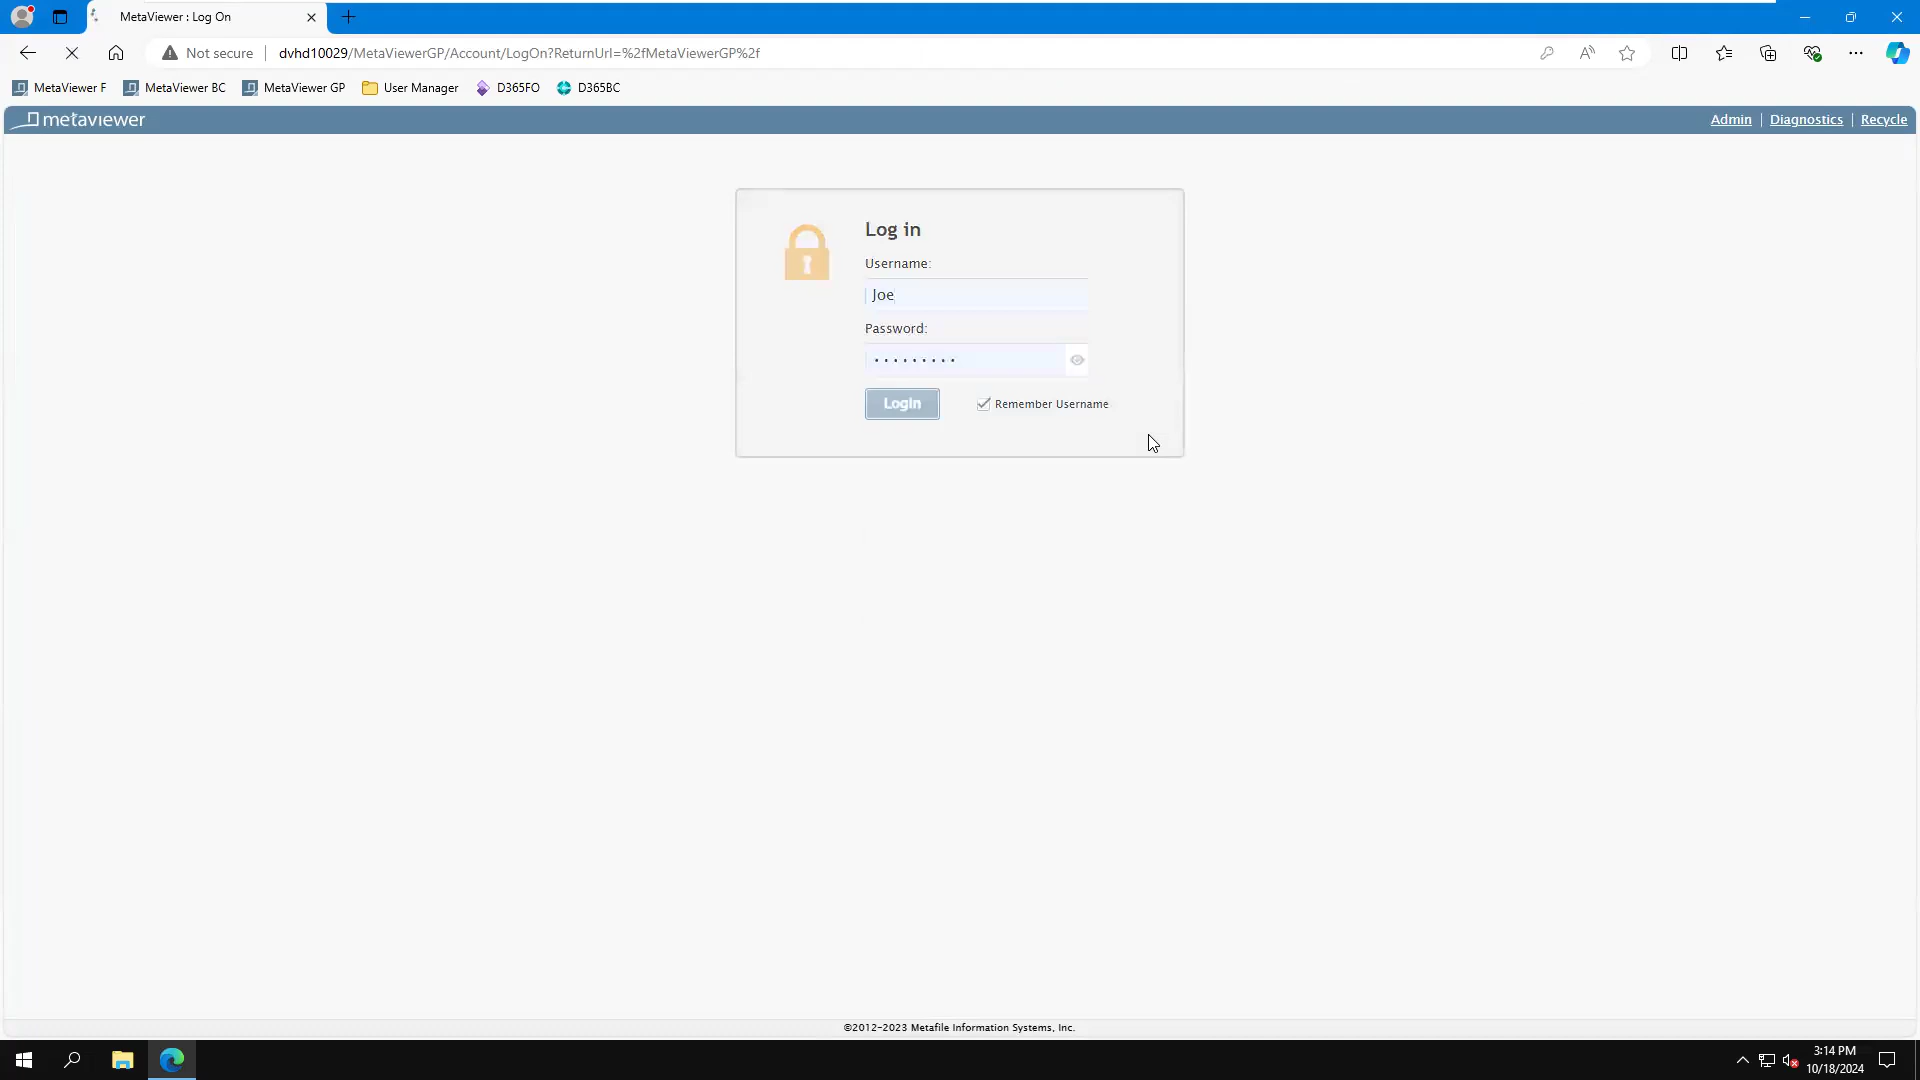 MetaViewer : Log On
Not secure dvhd10029/MetaViewerGP/Account/LogOn?ReturnUrl=%2fMetaViewerGP%2f
MetaViewer F MetaViewer BC MetaViewer GP User Manager D365FO D365BC
metaviewer Admin | Diagnostics | Recycle
Log in
Username:
Joe
Password:
•••••••••
Login Remember Username
©2012-2023 Metafile Information Systems, Inc.
3:14 PM
10/18/2024